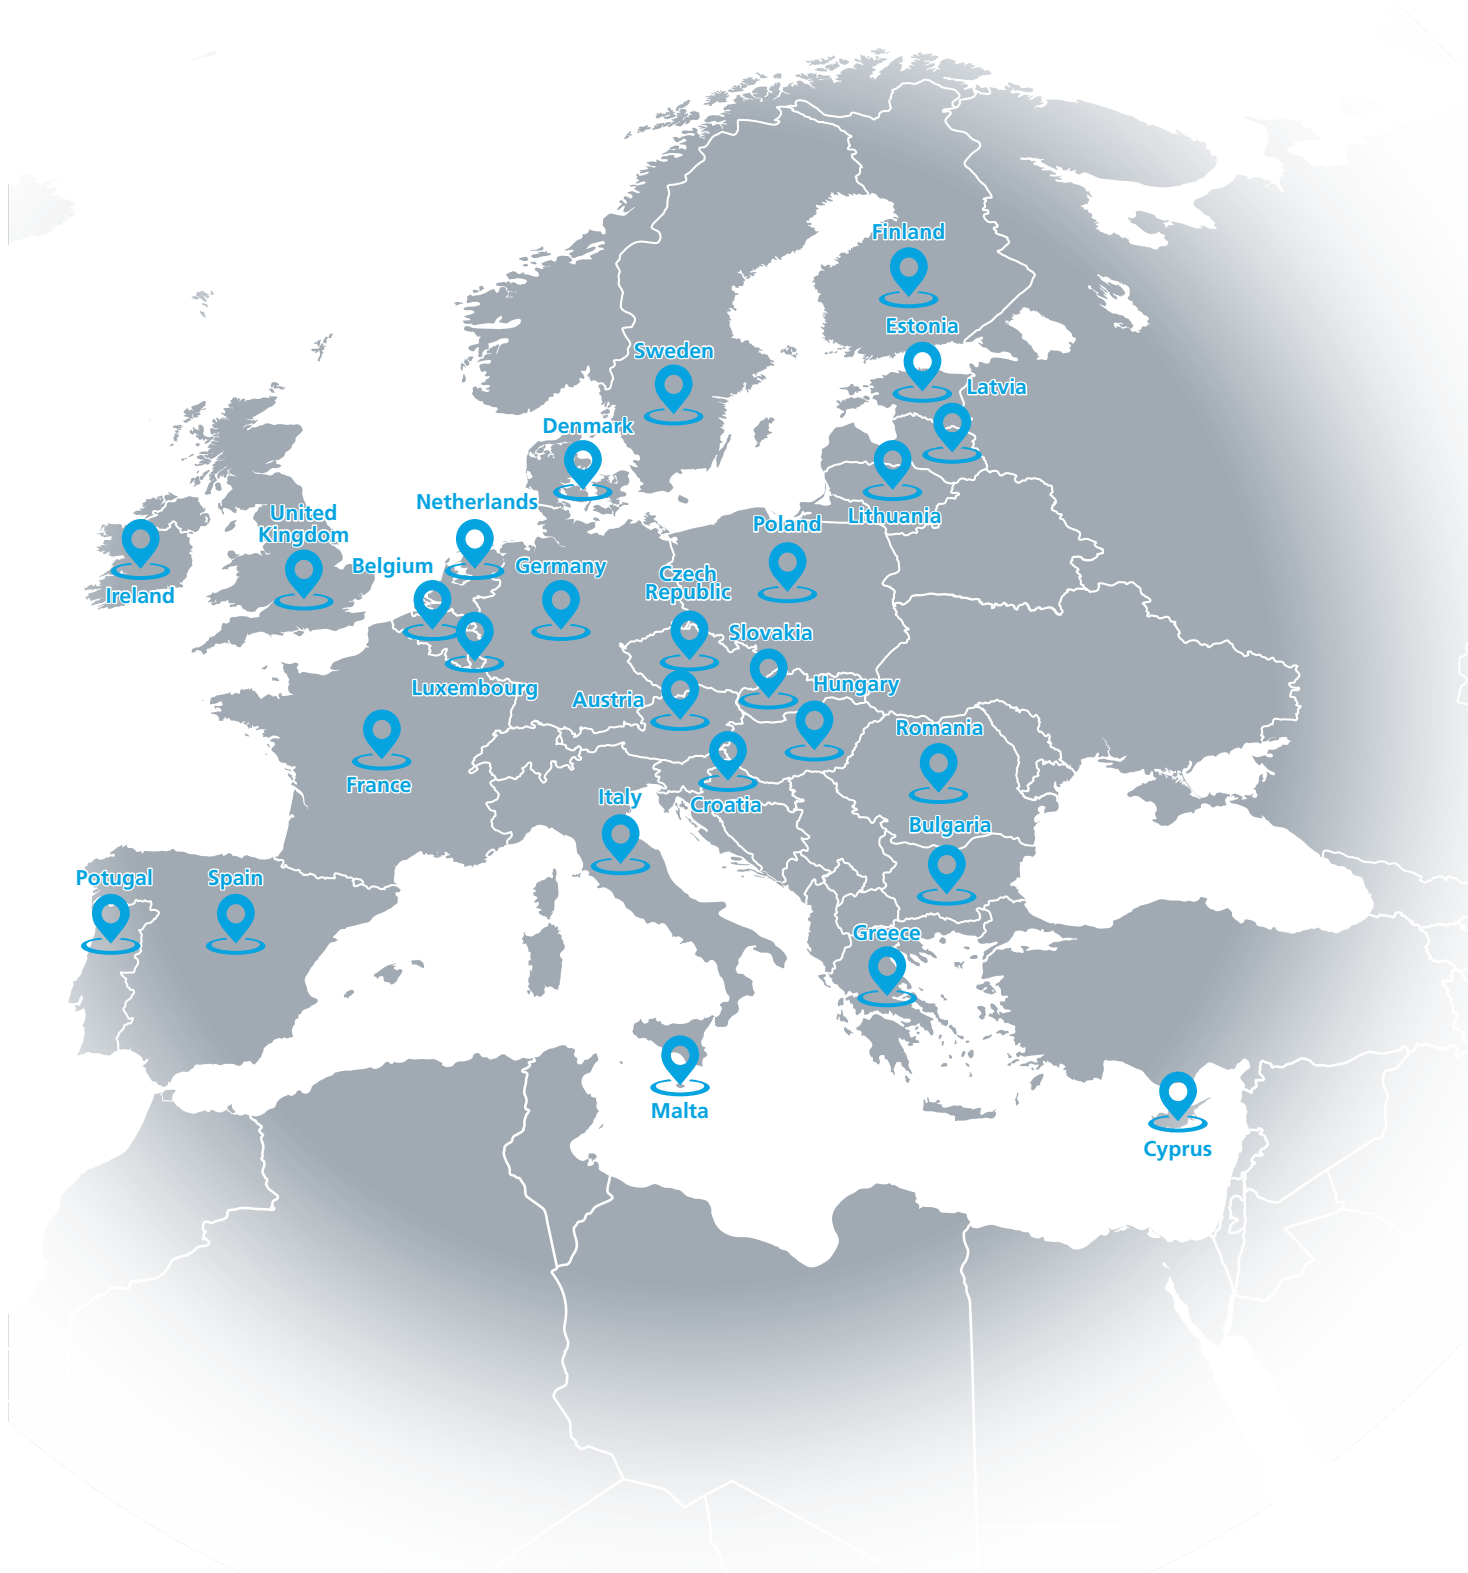 Finland
Estonia
Sweden
Latvia
Denmark
Netherlands
United
Kingdom
Lithuania
Poland
Belgium
Germany
Czech
Republic
Ireland
Slovakia
Luxembourg
Hungary
Austria
Romania
France
Italy
Croatia
Bulgaria
Potugal
Spain
Greece
Malta
Cyprus